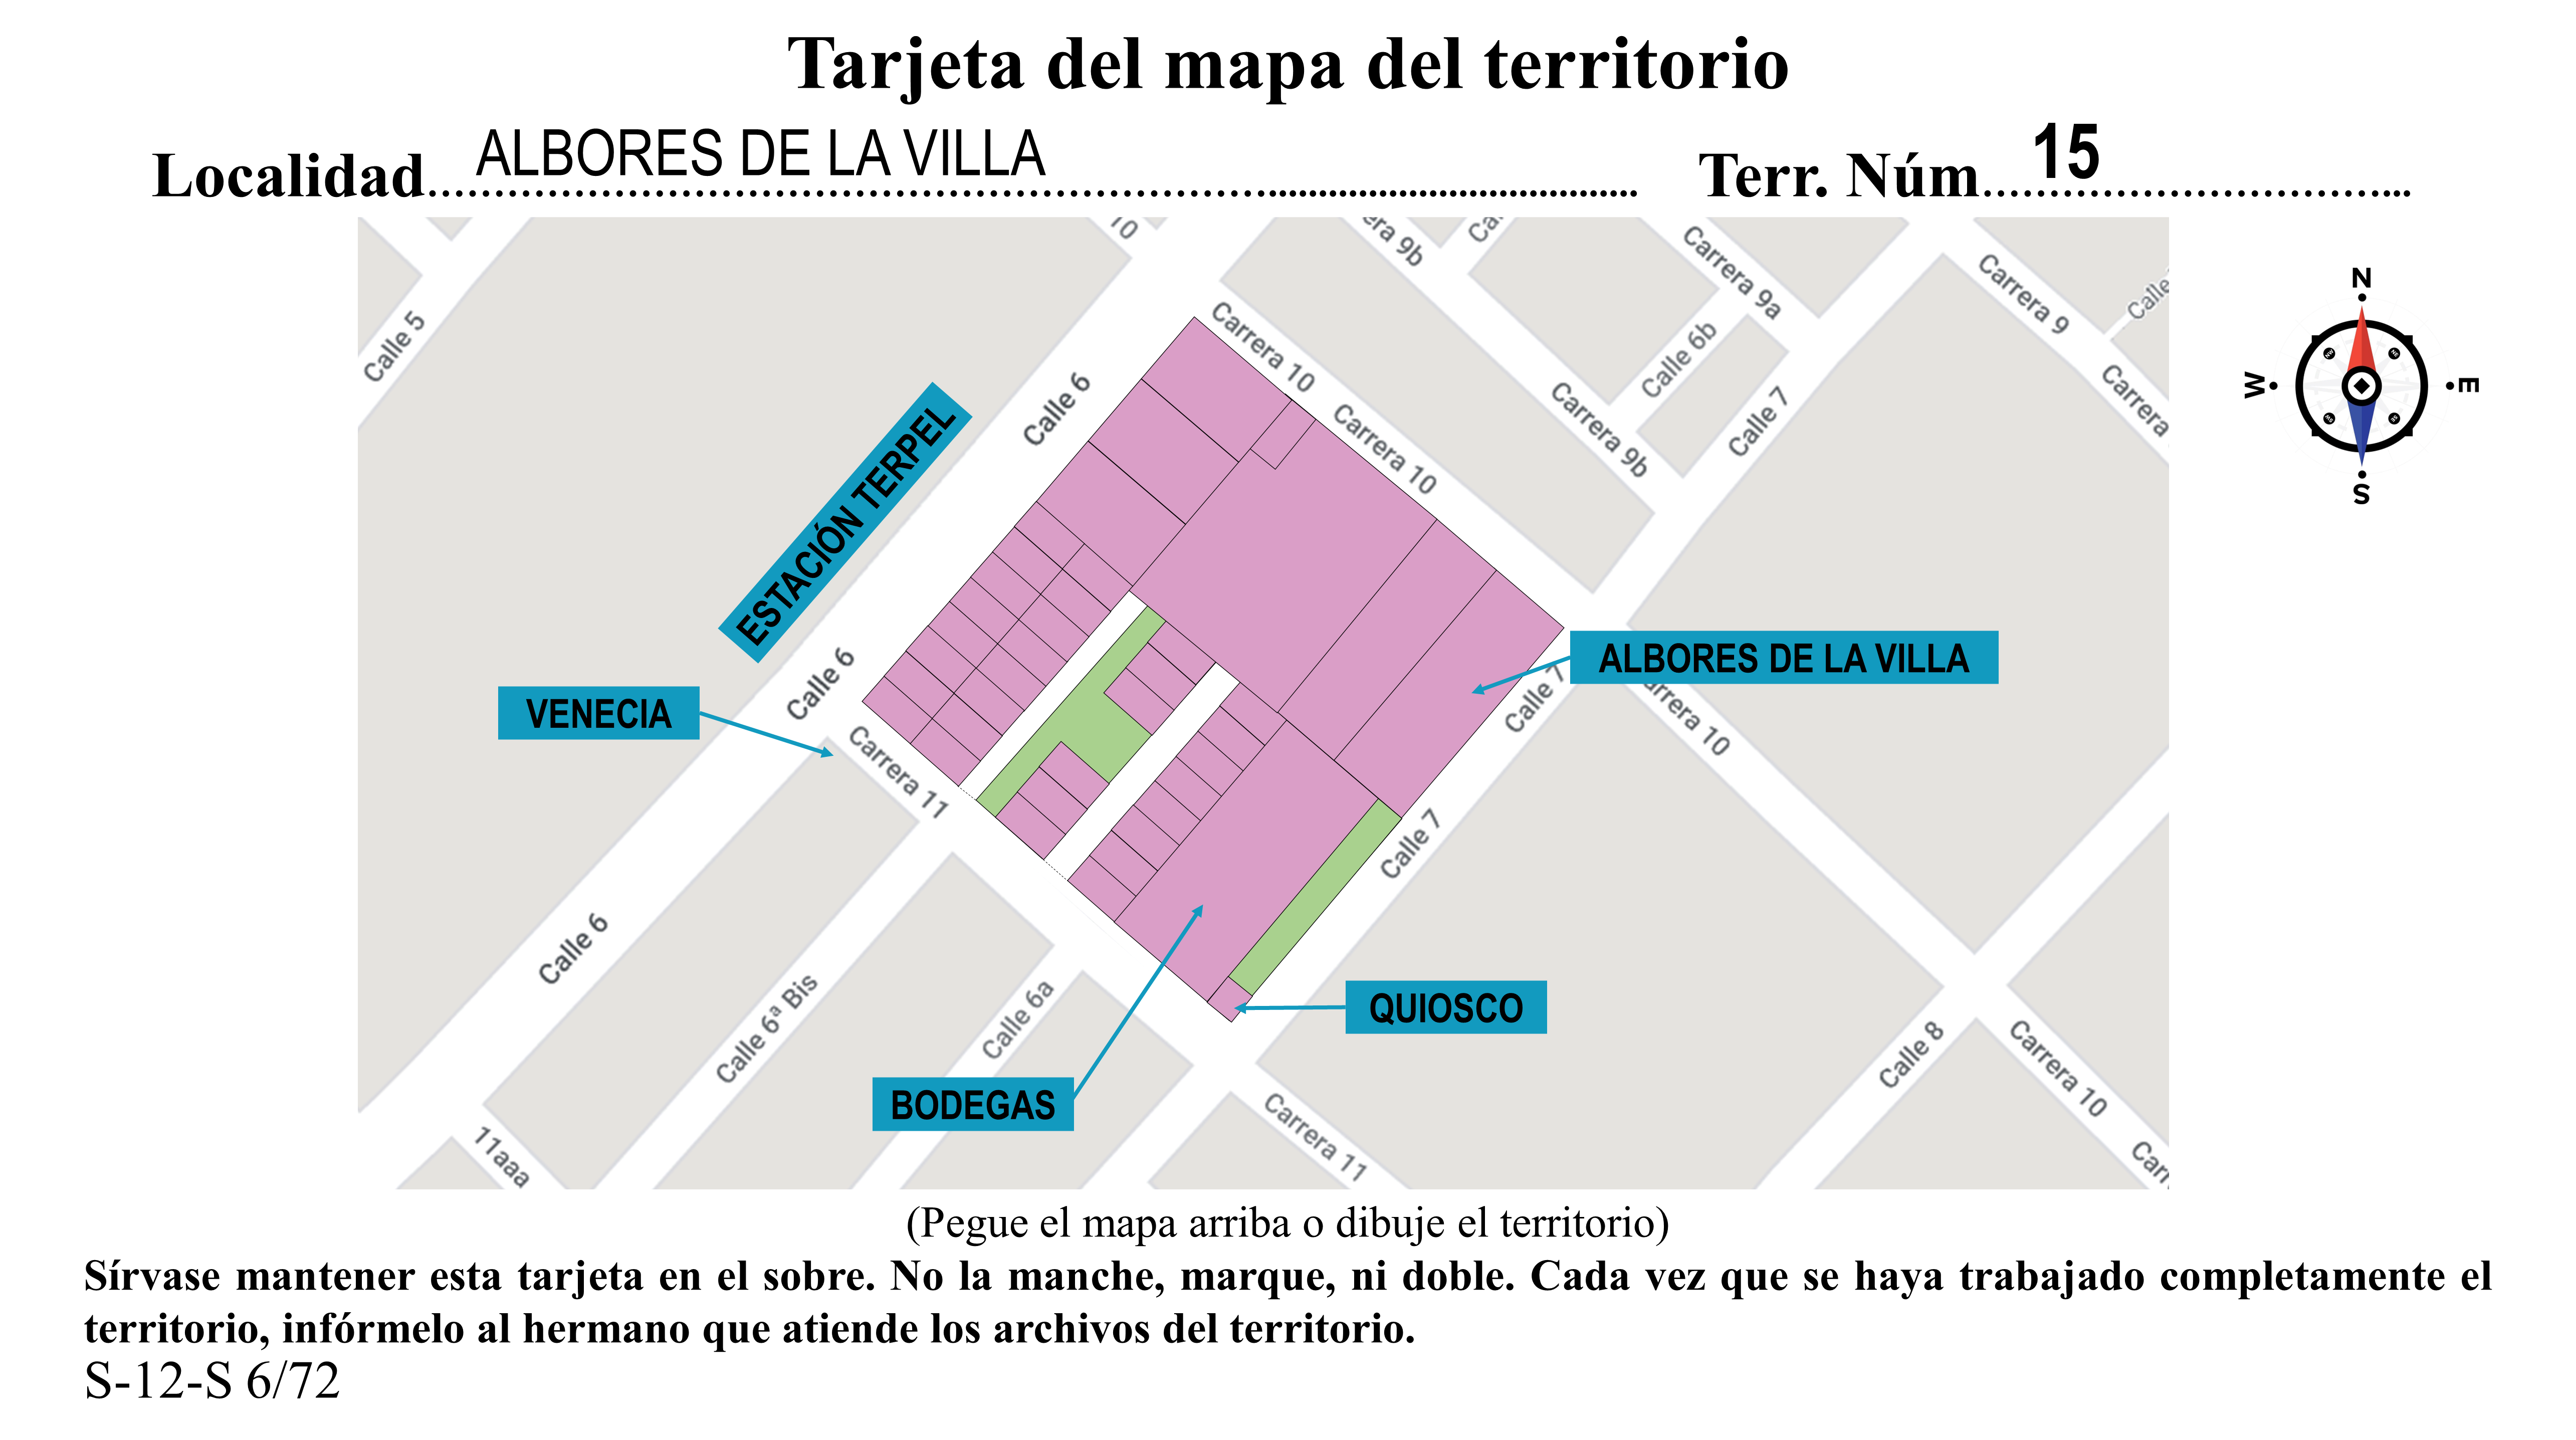 Tarjeta del mapa del territorio
Localidad ALBORES DE LA VILLA
Terr. Núm 15
10
era 9b
Carrera 9a
Carrera 9
Calle
N
Calle 5
Carrera 10
Calle 6b
Carrera
W
E
Calle 6
Carrera 10
Carrera 9b
Calle 7
S
ESTACIÓN TERPEL
ALBORES DE LA VILLA
VENECIA
Calle 6
Calle 7
arrera 10
Carrera 11
Calle 7
Calle 6
BODEGAS
QUIOSCO
Calle 6ª Bis
Calle 6a
Calle 8
Carrera 10
11aaa
Carrera 11
(Pegue el mapa arriba o dibuje el territorio)
Sírvase mantener esta tarjeta en el sobre. No la manche, marque, ni doble. Cada vez que se haya trabajado completamente el
territorio, infórmelo al hermano que atiende los archivos del territorio.
S-12-S 6/72